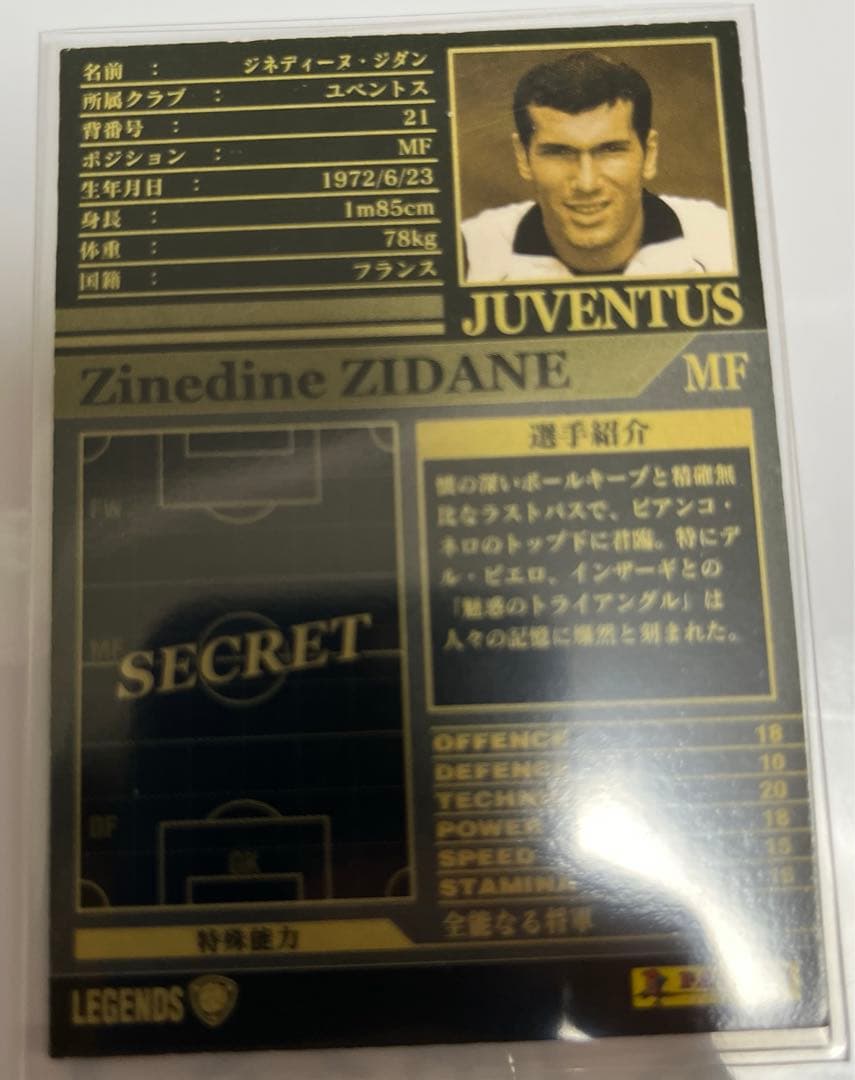 名前 : ジネディーヌ・ジダン
所属クラブ : ユベントス
背番号 : 21
ポジション : MF
生年月日 : 1972/6/23
身長 : 1m85cm
体重 : 78kg
国籍 : フランス
JUVENTUS
Zinedine ZIDANE MF
選手紹介
懐の深いボールキープと精確無
比なラストパスで、ビアンコ・
ネロのトップ下に君臨。特にデ
ル・ピエロ、インザーギとの
「魅惑のトライアングル」は
人々の記憶に燦然と刻まれた。
FW
MF
SECRET
DF
GK
OFFENCE 18
DEFENCE 10
TECHN 20
POWER 18
SPEED
STAMINA
特殊能力
全能なる将軍
LEGENDS